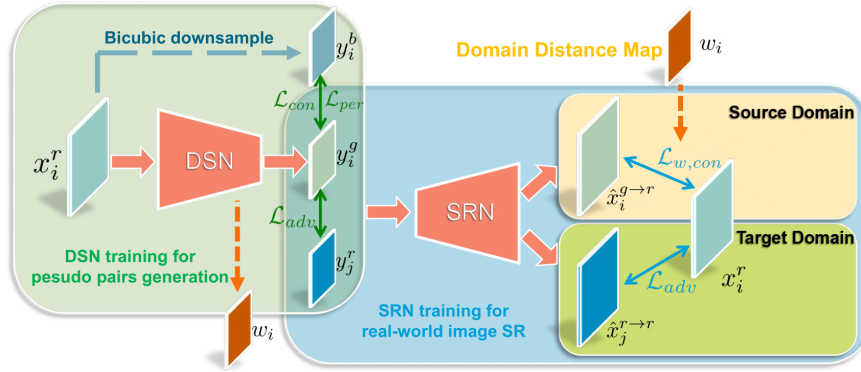 Bicubic downsample
y_i^b
Domain Distance Map
w_i
L_con L_per
Source Domain
x_i^r
DSN
y_i^g
L_w,con
SRN
x̂_i^{g→r}
L_adv
Target Domain
DSN training for
pesudo pairs generation
y_j^r
L_adv
x_i^r
SRN training for
real-world image SR
w_i
x̂_j^{r→r}